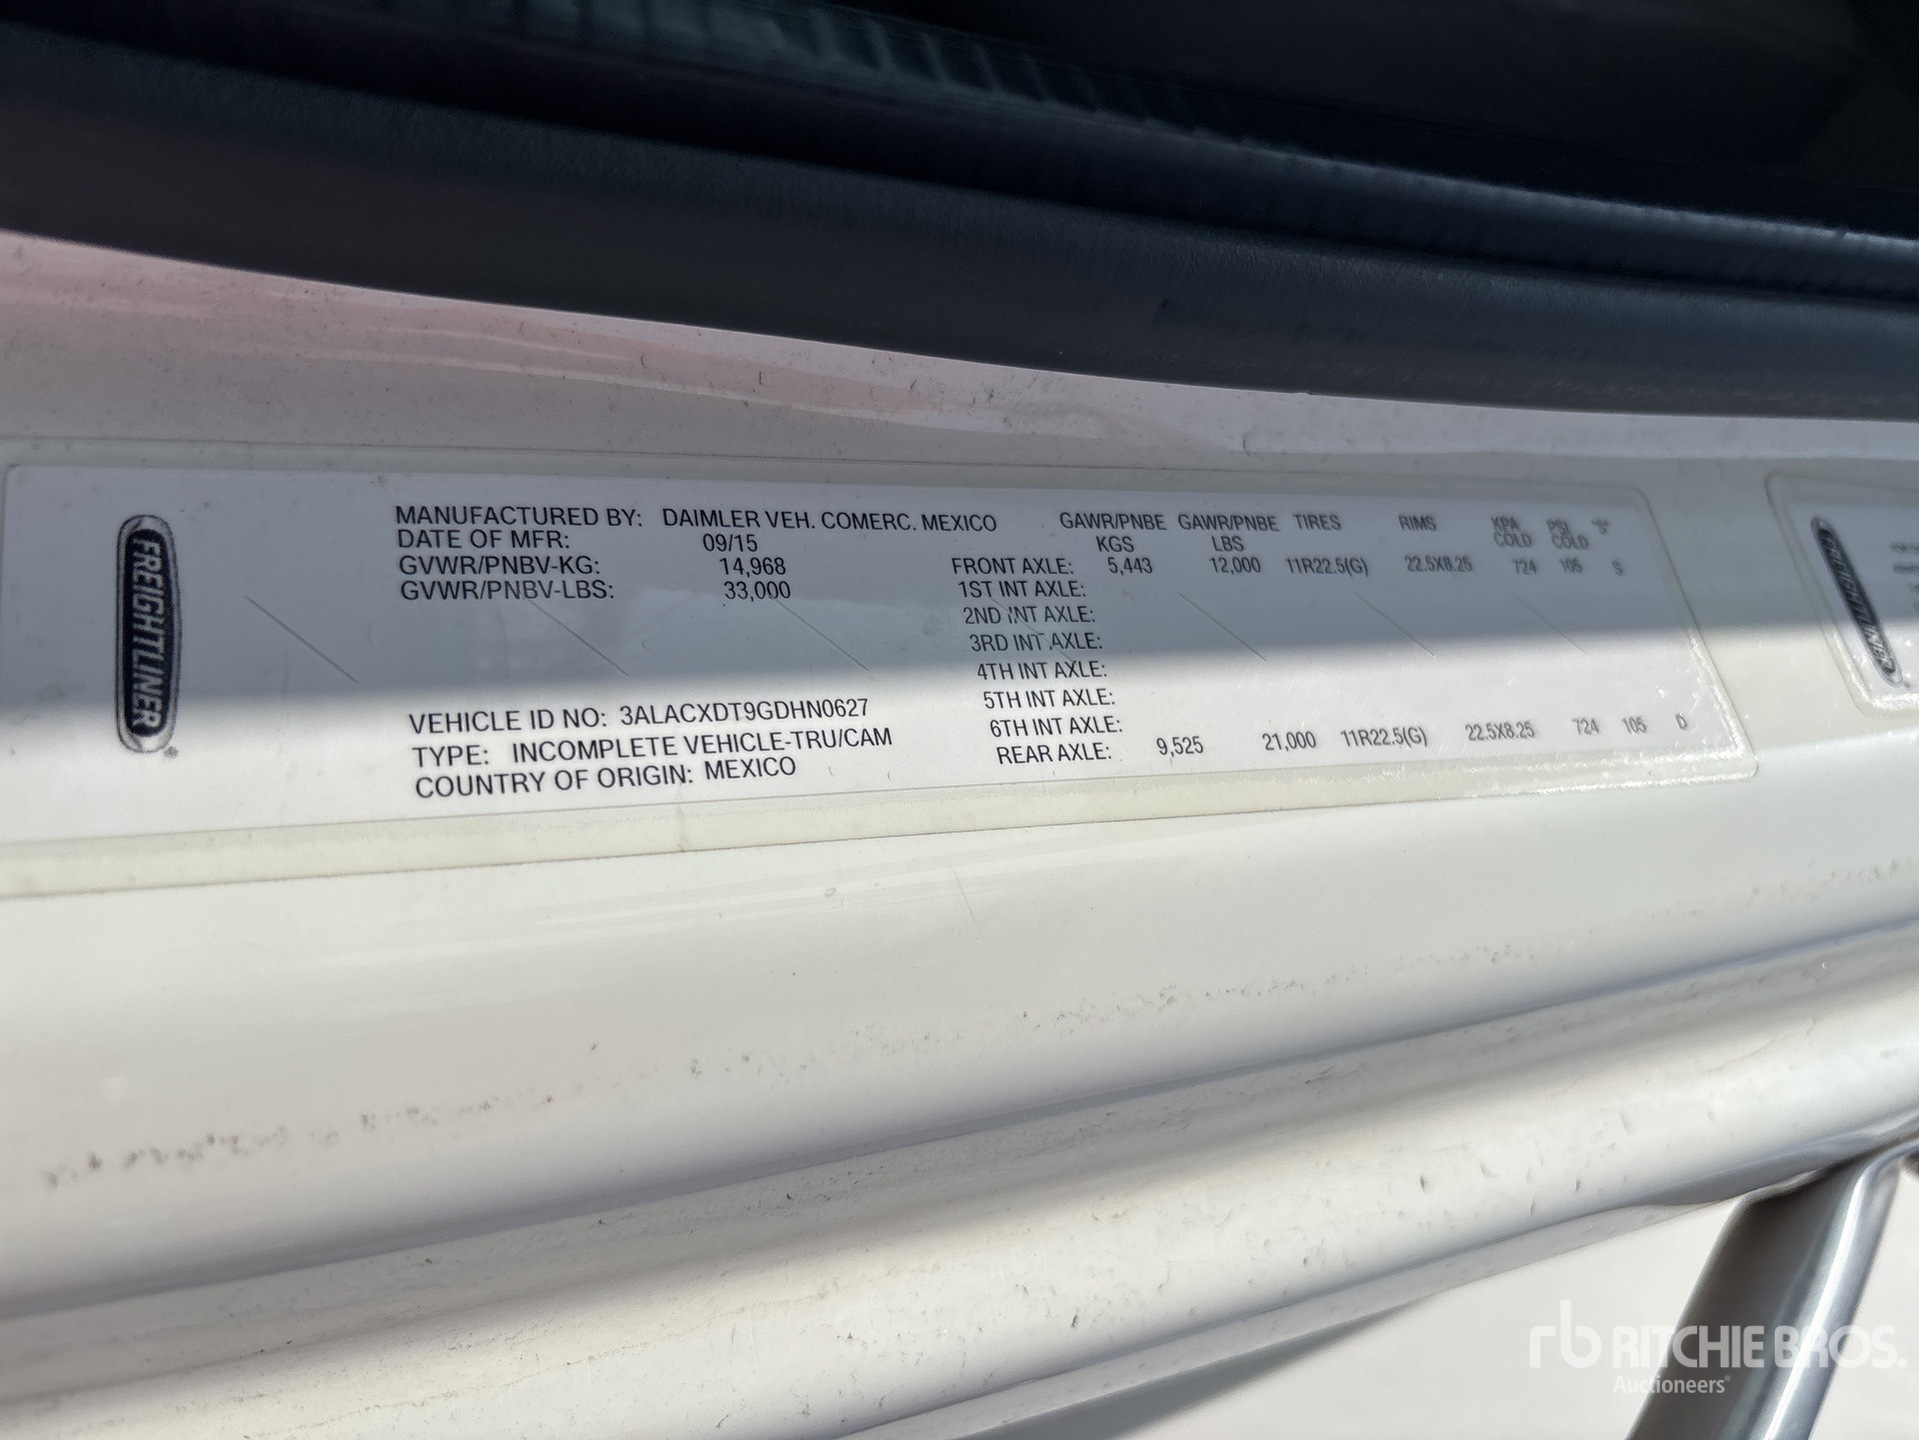 FREIGHTLINER
MANUFACTURED BY: DAIMLER VEH. COMERC. MEXICO
DATE OF MFR: 09/15
GVWR/PNBV-KG: 14,968
GVWR/PNBV-LBS: 33,000
VEHICLE ID NO: 3ALACXDT9GDHN0627
TYPE: INCOMPLETE VEHICLE-TRU/CAM
COUNTRY OF ORIGIN: MEXICO
GAWR/PNBE GAWR/PNBE TIRES RIMS KPA PSI
KGS LBS COLD COLD
FRONT AXLE: 5,443 12,000 11R22.5(G) 22.5X8.25 724 105 S
1ST INT AXLE:
2ND INT AXLE:
3RD INT AXLE:
4TH INT AXLE:
5TH INT AXLE:
6TH INT AXLE:
REAR AXLE: 9,525 21,000 11R22.5(G) 22.5X8.25 724 105 D
FREIGHTLINER
rb RITCHIE BROS.
Auctioneers